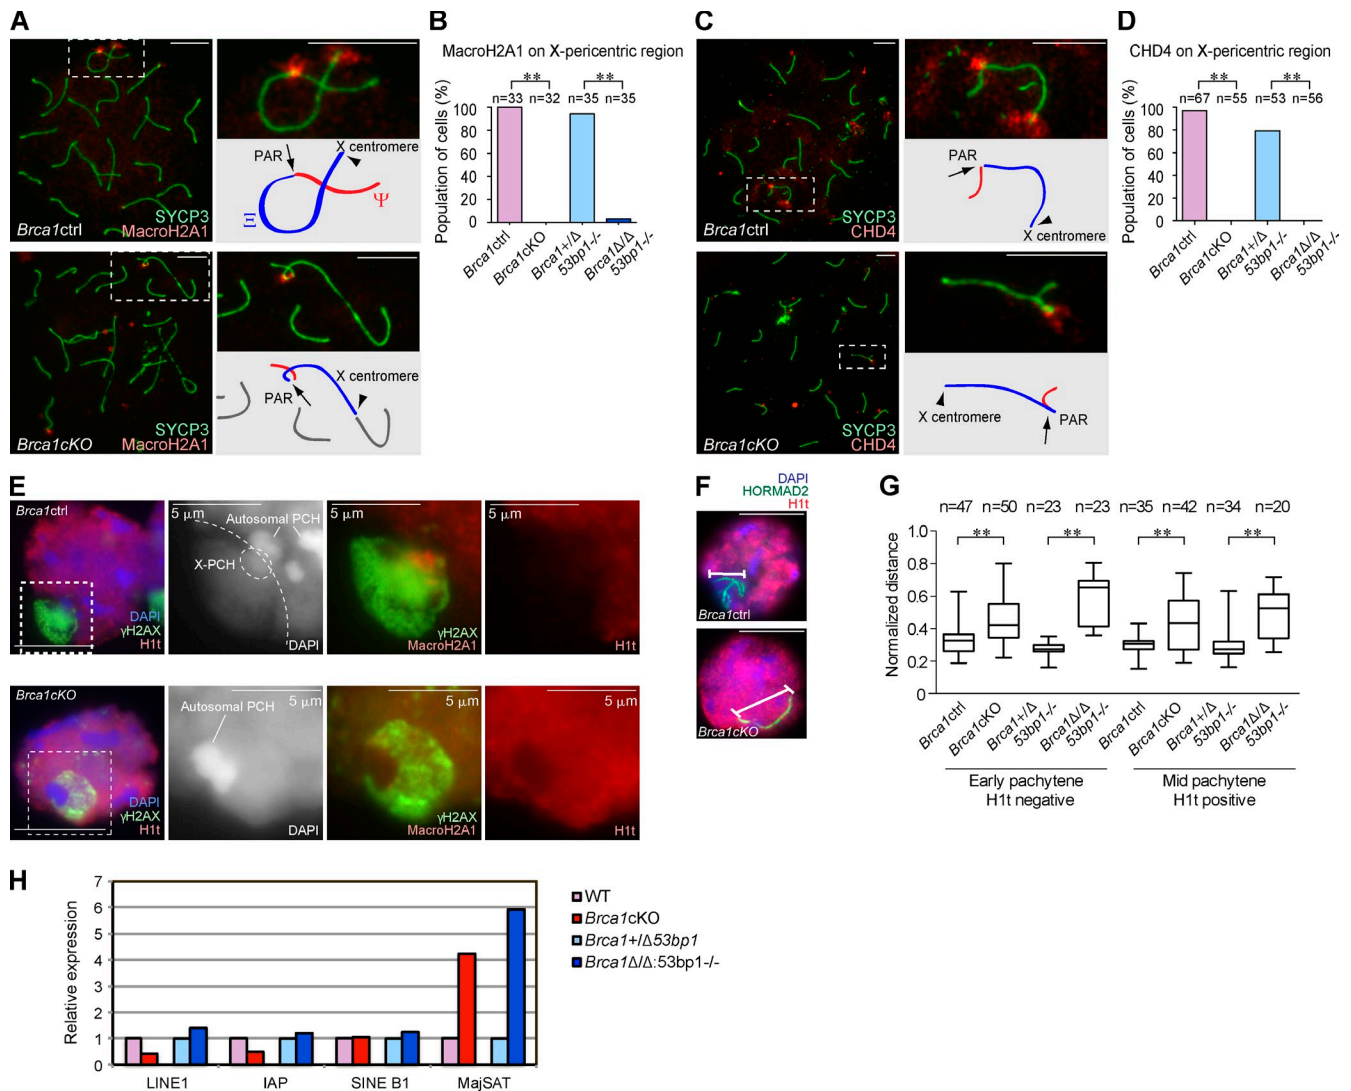 A
SYCP3
MacroH2A1
Brca1ctrl
PAR
X centromere
Ξ
Ψ
SYCP3
MacroH2A1
Brca1cKO
X centromere
PAR
B
MacroH2A1 on X-pericentric region
**
**
n=33 n=32 n=35 n=35
Population of cells (%)
100
80
60
40
20
0
Brca1ctrl
Brca1cKO
Brca1+/Δ
53bp1-/-
Brca1Δ/Δ
53bp1-/-
C
SYCP3
CHD4
Brca1ctrl
PAR
X centromere
SYCP3
CHD4
Brca1cKO
X centromere
PAR
D
CHD4 on X-pericentric region
**
**
n=67 n=55 n=53 n=56
Population of cells (%)
100
80
60
40
20
0
Brca1ctrl
Brca1cKO
Brca1+/Δ
53bp1-/-
Brca1Δ/Δ
53bp1-/-
E
Brca1ctrl
DAPI
γH2AX
H1t
5 μm
Autosomal PCH
X-PCH
DAPI
5 μm
γH2AX
MacroH2A1
5 μm
H1t
Brca1cKO
DAPI
γH2AX
H1t
5 μm
Autosomal PCH
DAPI
5 μm
γH2AX
MacroH2A1
5 μm
H1t
F
DAPI
HORMAD2
H1t
Brca1ctrl
Brca1cKO
G
n=47 n=50 n=23 n=23 n=35 n=42 n=34 n=20
**
**
**
**
Normalized distance
1.0
0.8
0.6
0.4
0.2
0
Brca1ctrl
Brca1cKO
Brca1+/Δ
53bp1-/-
Brca1Δ/Δ
53bp1-/-
Brca1ctrl
Brca1cKO
Brca1+/Δ
53bp1-/-
Brca1Δ/Δ
53bp1-/-
Early pachytene
H1t negative
Mid pachytene
H1t positive
H
Relative expression
7
6
5
4
3
2
1
0
LINE1
IAP
SINE B1
MajSAT
WT
Brca1cKO
Brca1+/Δ53bp1
Brca1Δ/Δ:53bp1-/-